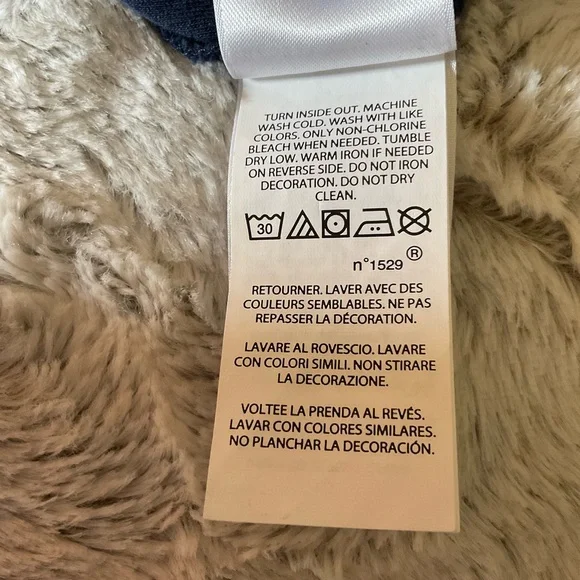 TURN INSIDE OUT. MACHINE
WASH COLD. WASH WITH LIKE
COLORS. ONLY NON-CHLORINE
BLEACH WHEN NEEDED. TUMBLE
DRY LOW. WARM IRON IF NEEDED
ON REVERSE SIDE. DO NOT IRON
DECORATION. DO NOT DRY
CLEAN.
30
n°1529 ®
RETOURNER. LAVER AVEC DES
COULEURS SEMBLABLES. NE PAS
REPASSER LA DÉCORATION.
LAVARE AL ROVESCIO. LAVARE
CON COLORI SIMILI. NON STIRARE
LA DECORAZIONE.
VOLTEE LA PRENDA AL REVÉS.
LAVAR CON COLORES SIMILARES.
NO PLANCHAR LA DECORACIÓN.